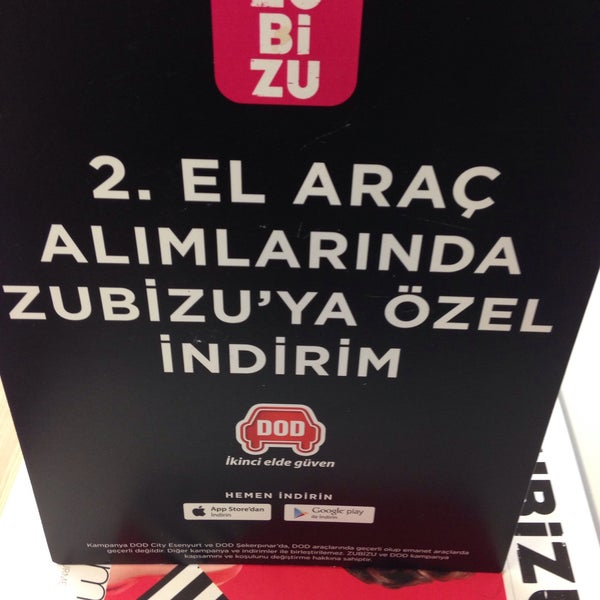 ZU
Bİ
ZU
2. EL ARAÇ
ALIMLARINDA
ZUBİZU'YA ÖZEL
İNDİRİM
DOD
İkinci elde güven
HEMEN İNDİRİN
App Store'dan
İndirin
Google play
de indirin
Kampanya DOD City Esenyurt ve DOD Şekerpınar'da, DOD araçlarında geçerli olup emanet araçlarda
geçerli değildir. Diğer kampanya ve indirimler ile birleştirilemez. ZUBİZU ve DOD kampanya
kapsamını ve koşulunu değiştirme hakkına sahiptir.
UBİZU